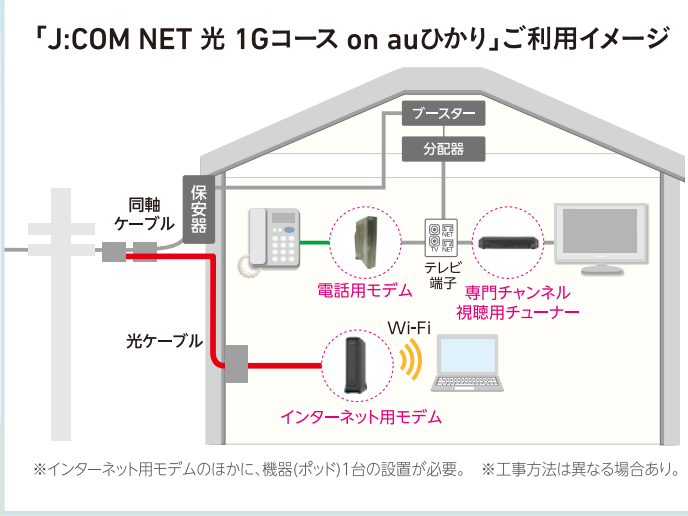 「J:COM NET 光 1Gコース on auひかり」ご利用イメージ
ブースター
分配器
保安器
同軸
ケーブル
NET
TV NET
テレビ
端子
電話用モデム
専門チャンネル
視聴用チューナー
光ケーブル
Wi-Fi
インターネット用モデム
※インターネット用モデムのほかに、機器(ポッド)1台の設置が必要。 ※工事方法は異なる場合あり。